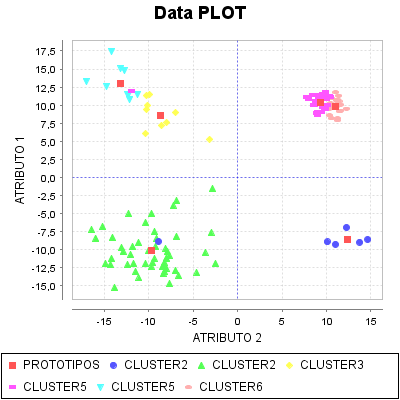 Data PLOT
17,5
15,0
12,5
10,0
7,5
5,0
2,5
0,0
-2,5
-5,0
-7,5
-10,0
-12,5
-15,0
ATRIBUTO 1
-15 -10 -5 0 5 10 15
ATRIBUTO 2
PROTOTIPOS CLUSTER2 CLUSTER2 CLUSTER3
CLUSTER5 CLUSTER5 CLUSTER6